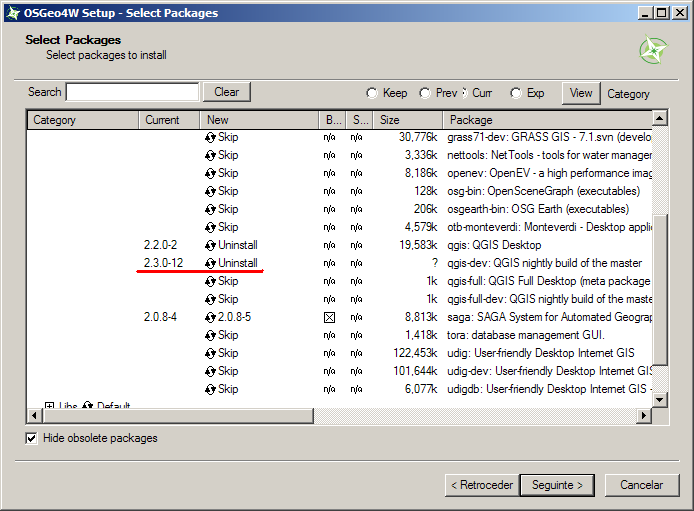 OSGeo4W Setup - Select Packages
Select Packages
Select packages to install
Search Clear Keep Prev Curr Exp View Category
Category Current New B... S... Size Package
Skip n/a n/a 30,776k grass71-dev: GRASS GIS - 7.1.svn (develo
Skip n/a n/a 3,336k nettools: NetTools - tools for water manager
Skip n/a n/a 8,186k openev: OpenEV - a high performance imag
Skip n/a n/a 128k osg-bin: OpenSceneGraph (executables)
Skip n/a n/a 206k osgearth-bin: OSG Earth (executables)
Skip n/a n/a 4,579k otb-monteverdi: Monteverdi - Desktop applic
2.2.0-2 Uninstall n/a n/a 19,583k qgis: QGIS Desktop
2.3.0-12 Uninstall n/a n/a ? qgis-dev: QGIS nightly build of the master
Skip n/a n/a 1k qgis-full: QGIS Full Desktop (meta package
Skip n/a n/a 1k qgis-full-dev: QGIS nightly build of the master
2.0.8-4 2.0.8-5 n/a 8,813k saga: SAGA System for Automated Geograp
Skip n/a n/a 1,418k tora: database management GUI.
Skip n/a n/a 122,453k udig: User-friendly Desktop Internet GIS
Skip n/a n/a 101,644k udig-dev: User-friendly Desktop Internet GIS
Skip n/a n/a 6,077k udigdb: User-friendly Desktop Internet GIS -
Libs Default
Hide obsolete packages
< Retroceder Seguinte > Cancelar